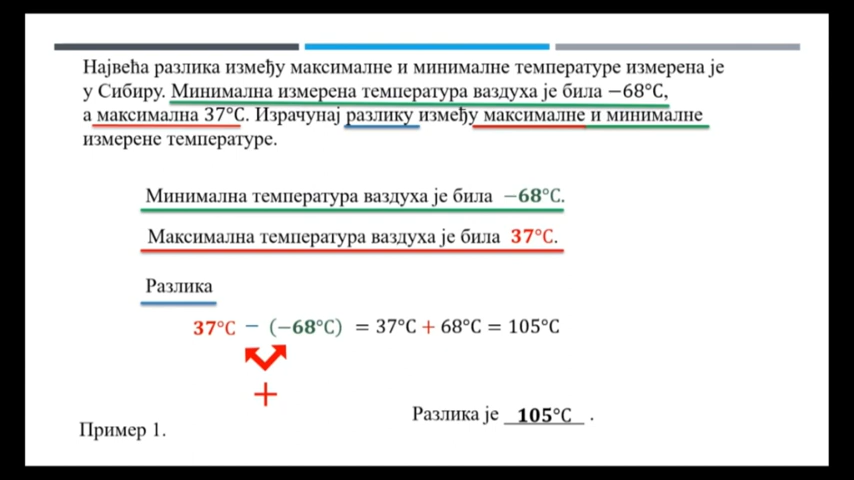 Највећа разлика између максималне и минималне температуре измерена је
у Сибиру. Минимална измерена температура ваздуха је била −68°C,
а максимална 37°C. Израчунај разлику између максималне и минималне
измерене температуре.
Минимална температура ваздуха је била −68°C.
Максимална температура ваздуха је била 37°C.
Разлика
37°C − (−68°C) = 37°C + 68°C = 105°C
+
Разлика је 105°C .
Пример 1.